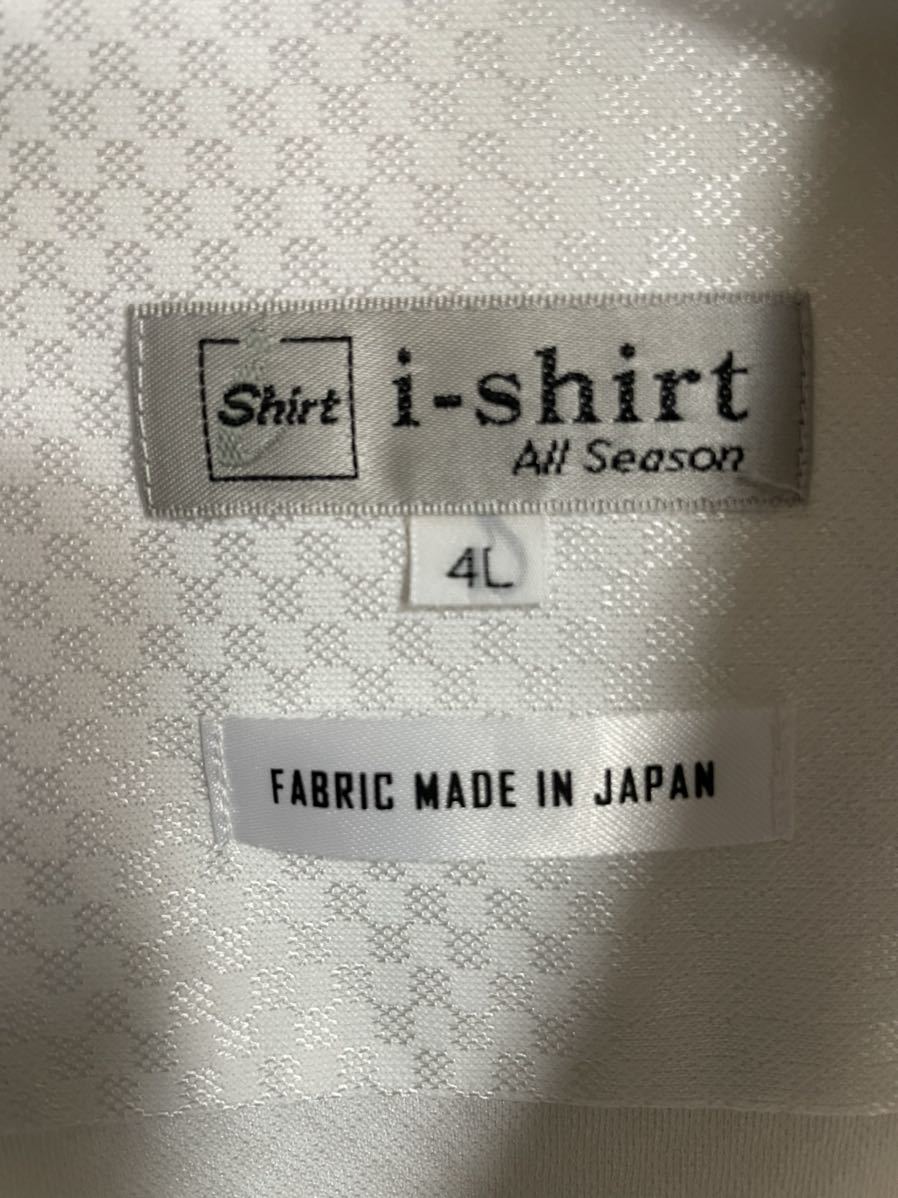 Shirt
i-shirt
All Season
4L
FABRIC MADE IN JAPAN